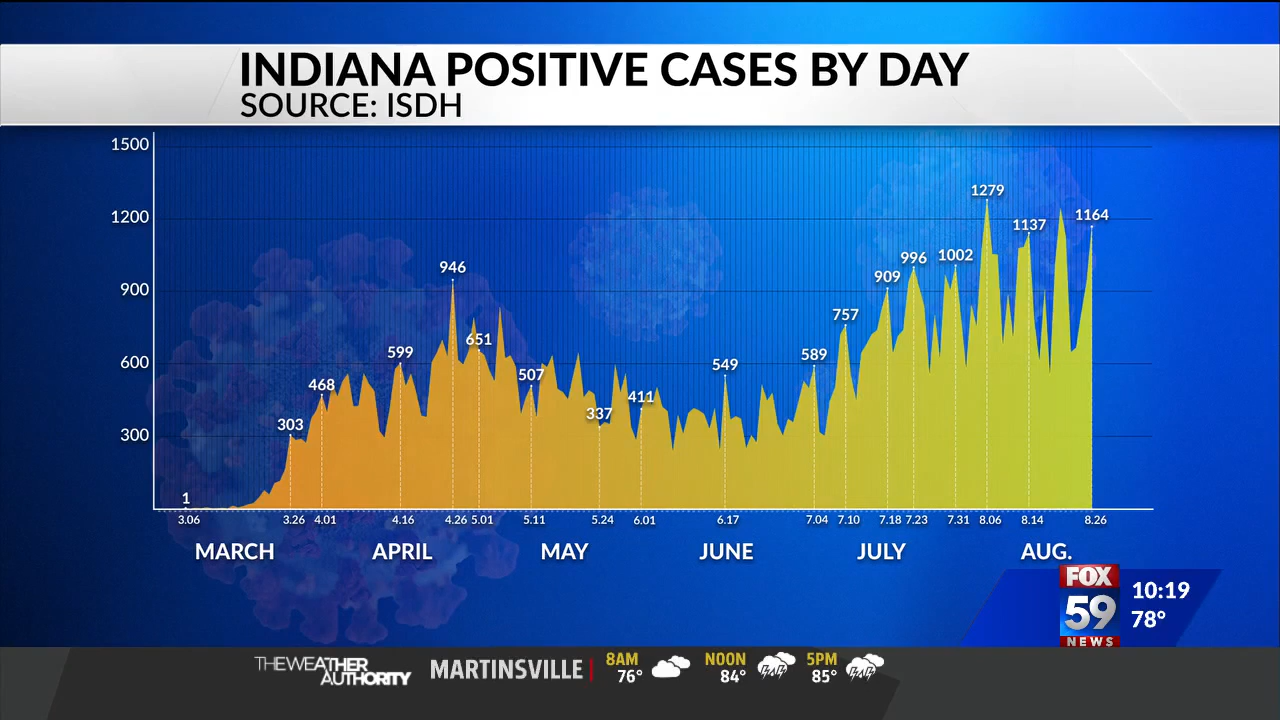 INDIANA POSITIVE CASES BY DAY
SOURCE: ISDH
1500
1200
900
600
300
1
303
468
599
946
651
507
337
411
549
589
757
909
996
1002
1279
1137
1164
3.06 3.26 4.01 4.16 4.26 5.01 5.11 5.24 6.01 6.17 7.04 7.10 7.18 7.23 7.31 8.06 8.14 8.26
MARCH APRIL MAY JUNE JULY AUG.
FOX
59
NEWS
10:19
78°
THE WEATHER
AUTHORITY
MARTINSVILLE
8AM
76°
NOON
84°
5PM
85°